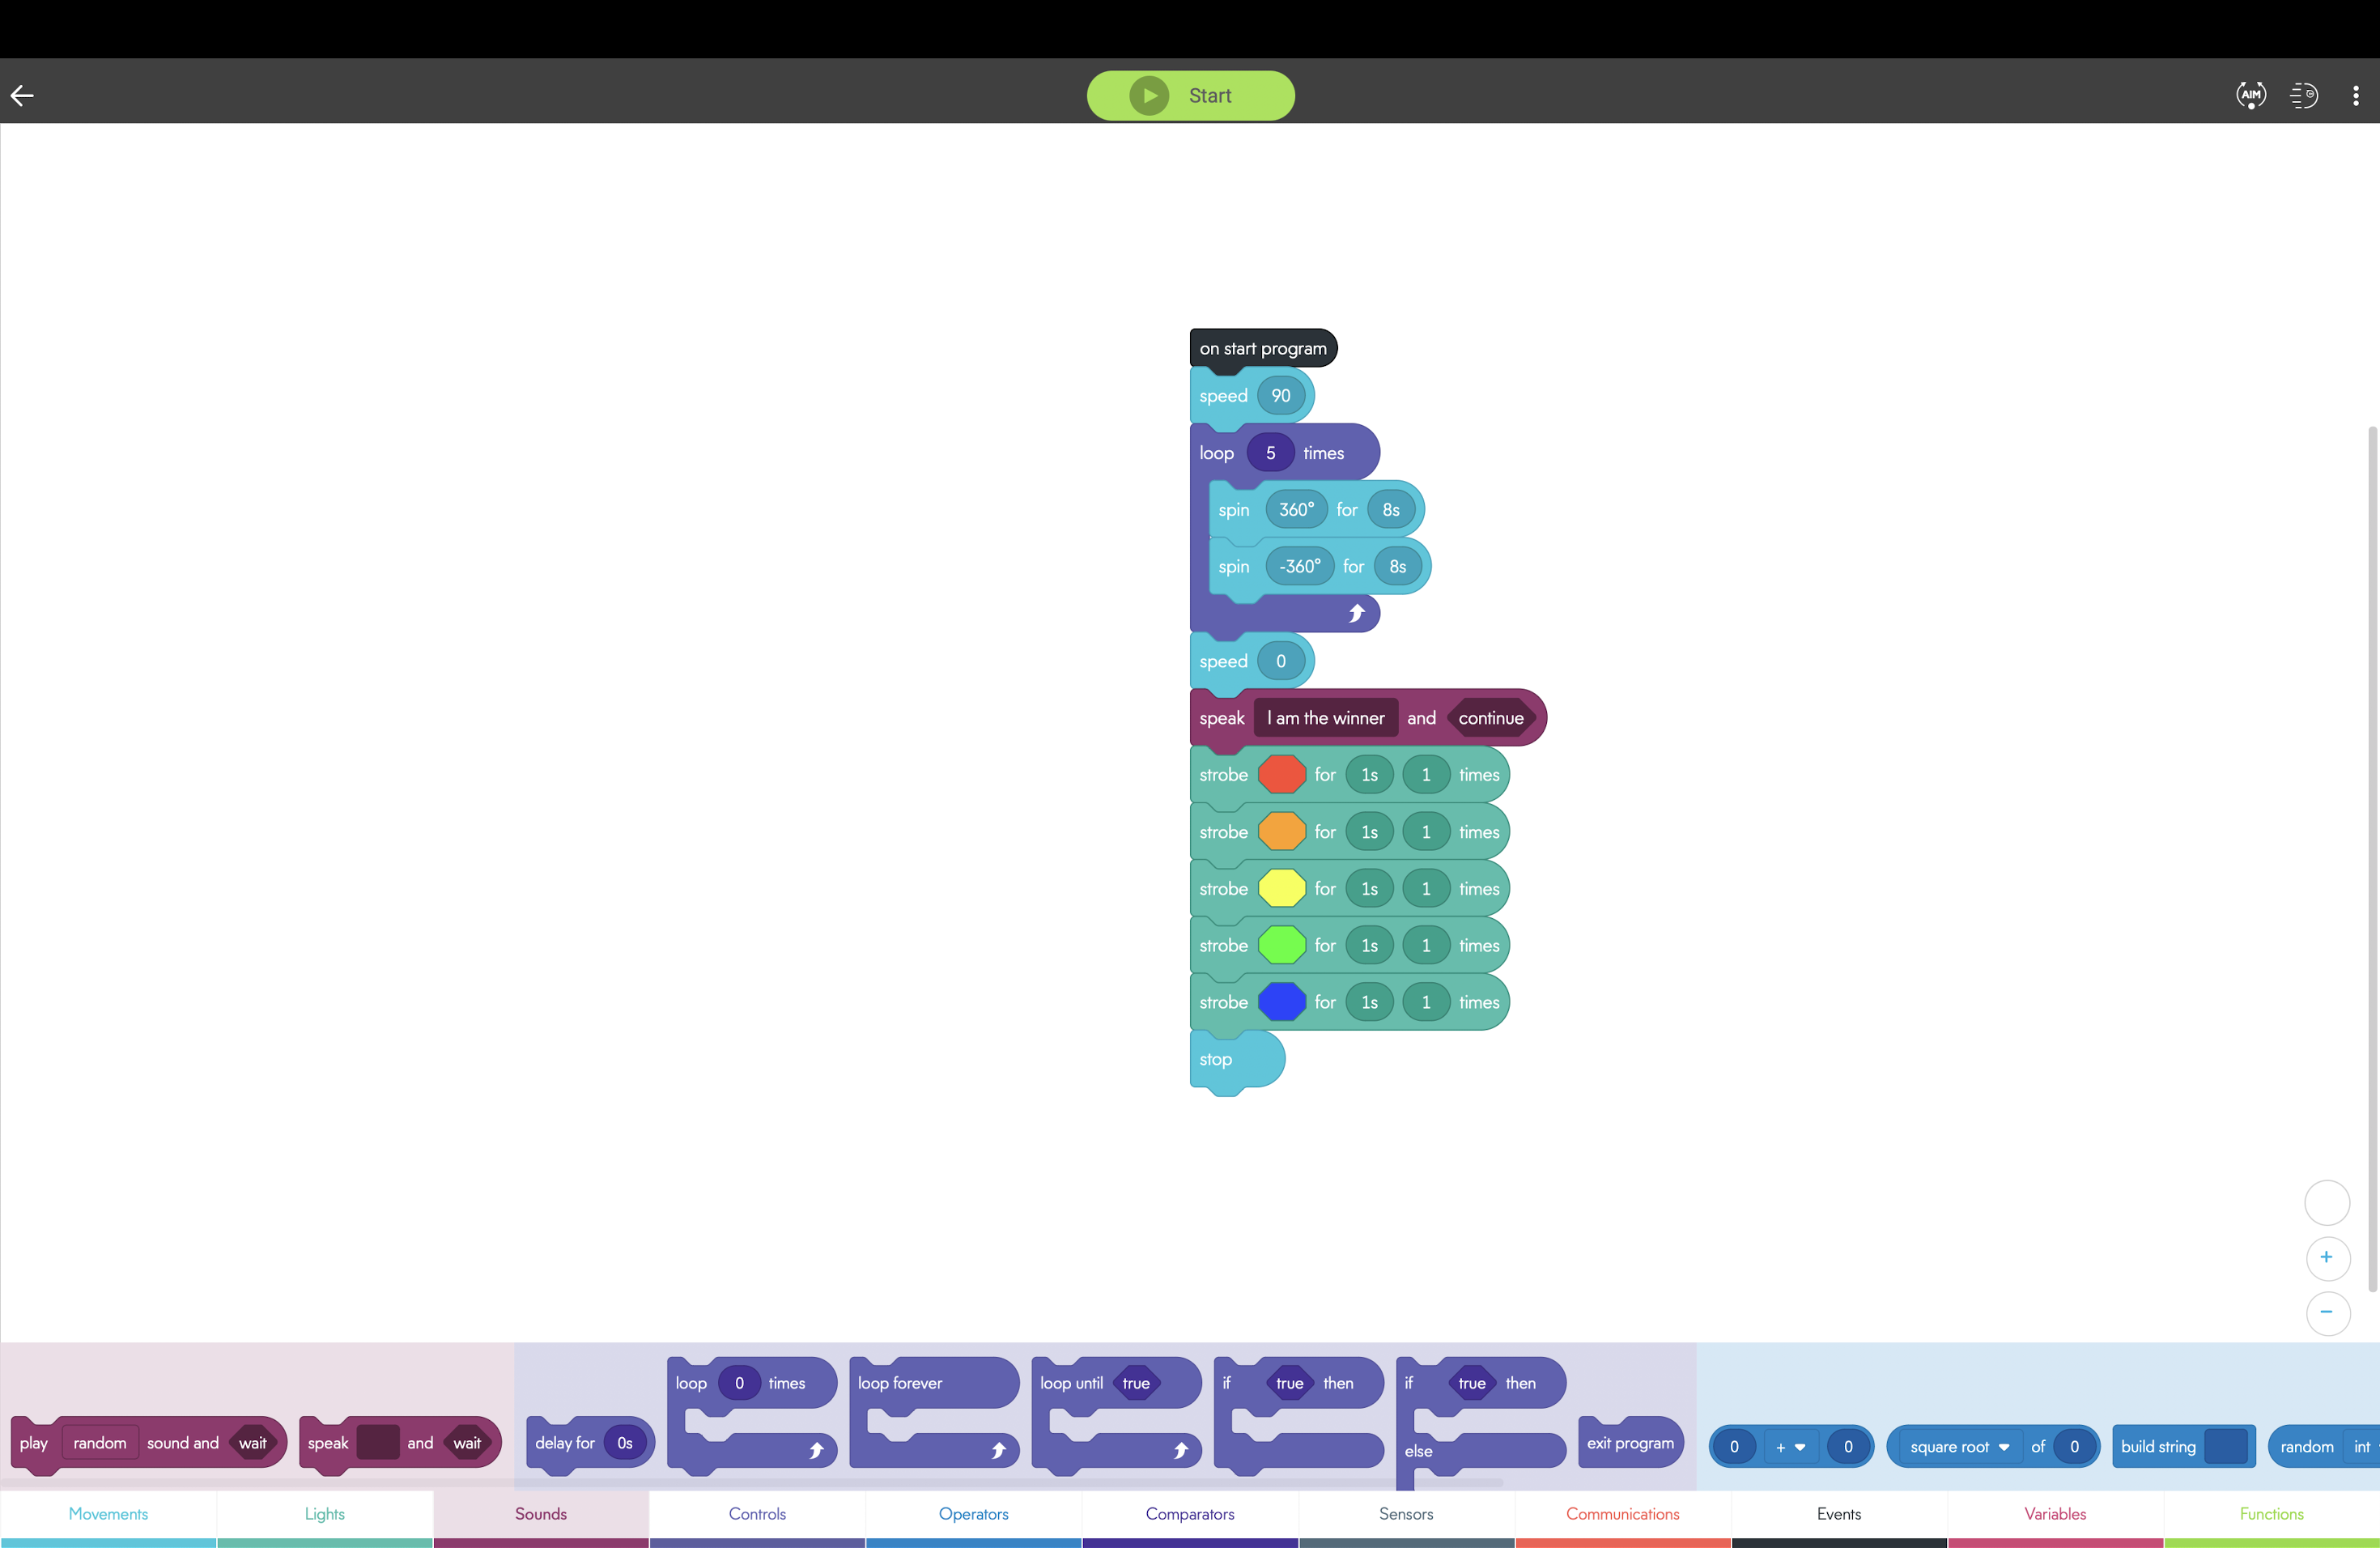 Start
AIM
on start program
speed 90
loop 5 times
spin 360° for 8s
spin -360° for 8s
speed 0
speak I am the winner and continue
strobe for 1s 1 times
strobe for 1s 1 times
strobe for 1s 1 times
strobe for 1s 1 times
strobe for 1s 1 times
stop
+
−
play random sound and wait
speak and wait
delay for 0s
loop 0 times
loop forever
loop until true
if true then
if true then
else
exit program
0 + 0
square root of 0
build string
random int
Movements
Lights
Sounds
Controls
Operators
Comparators
Sensors
Communications
Events
Variables
Functions